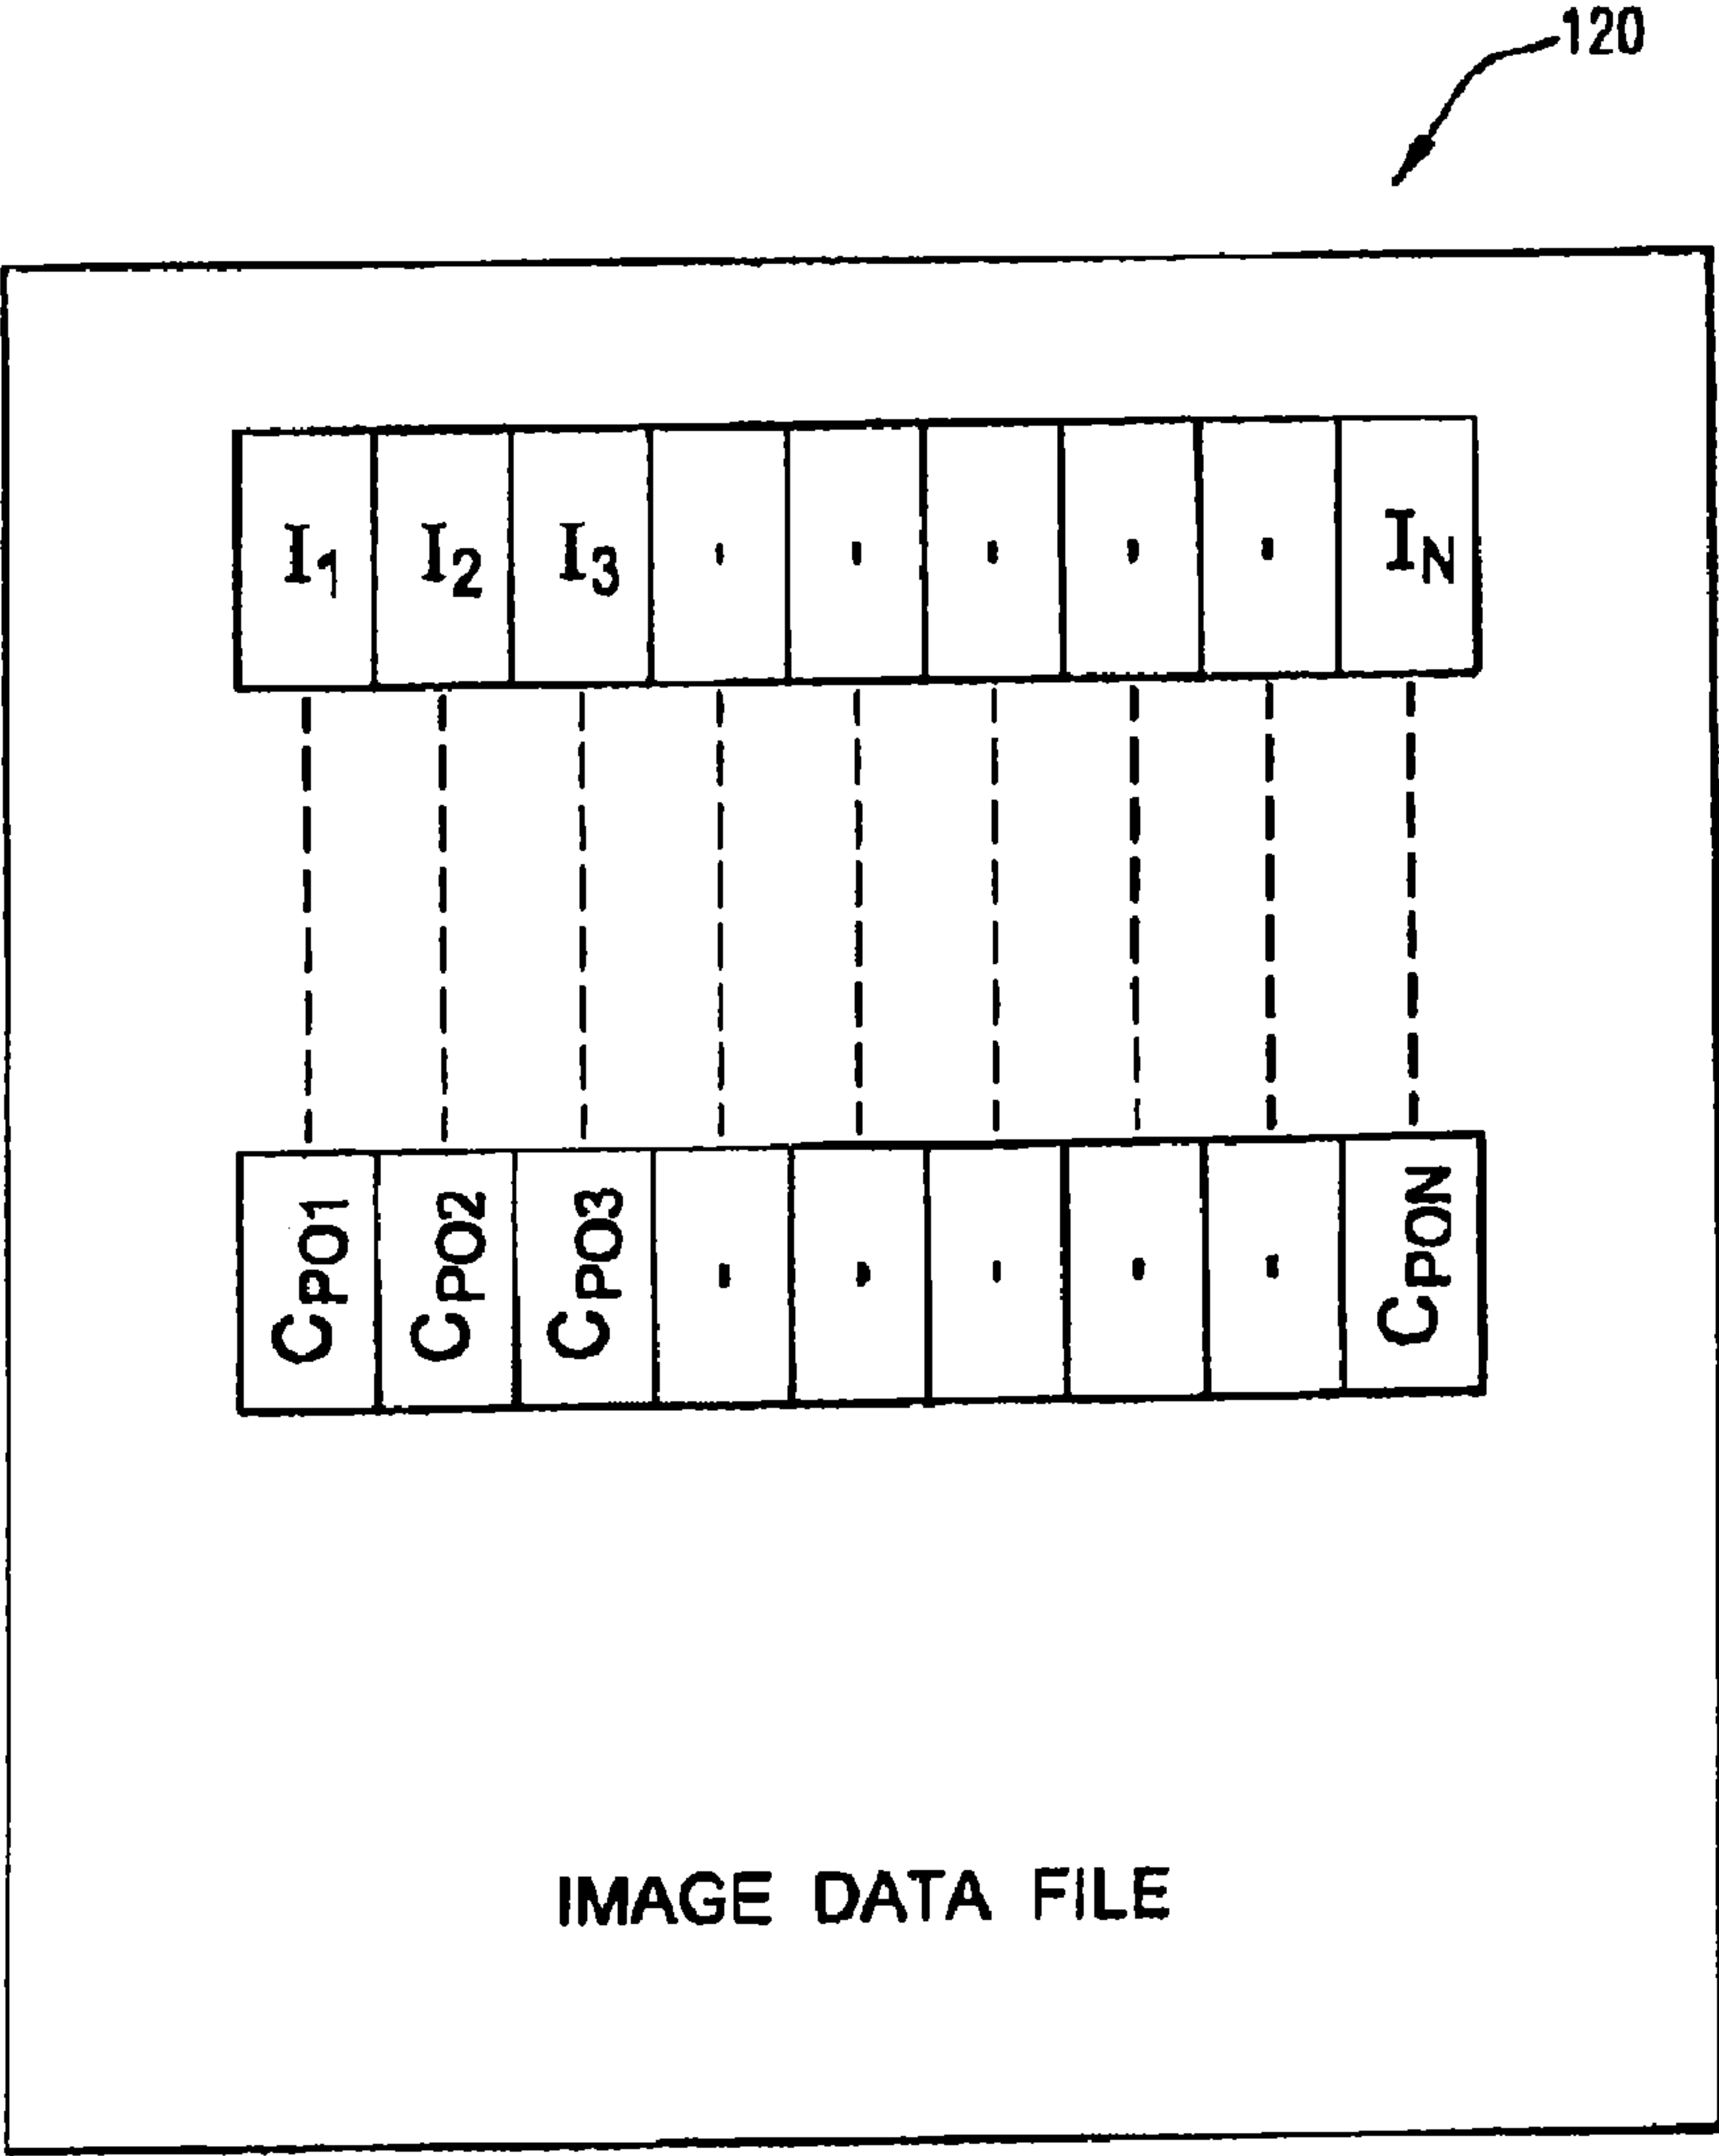 120
I1 I2 I3 . . . . . IN
CPO1 CPO2 CPO3 . . . . . CPON
IMAGE DATA FILE